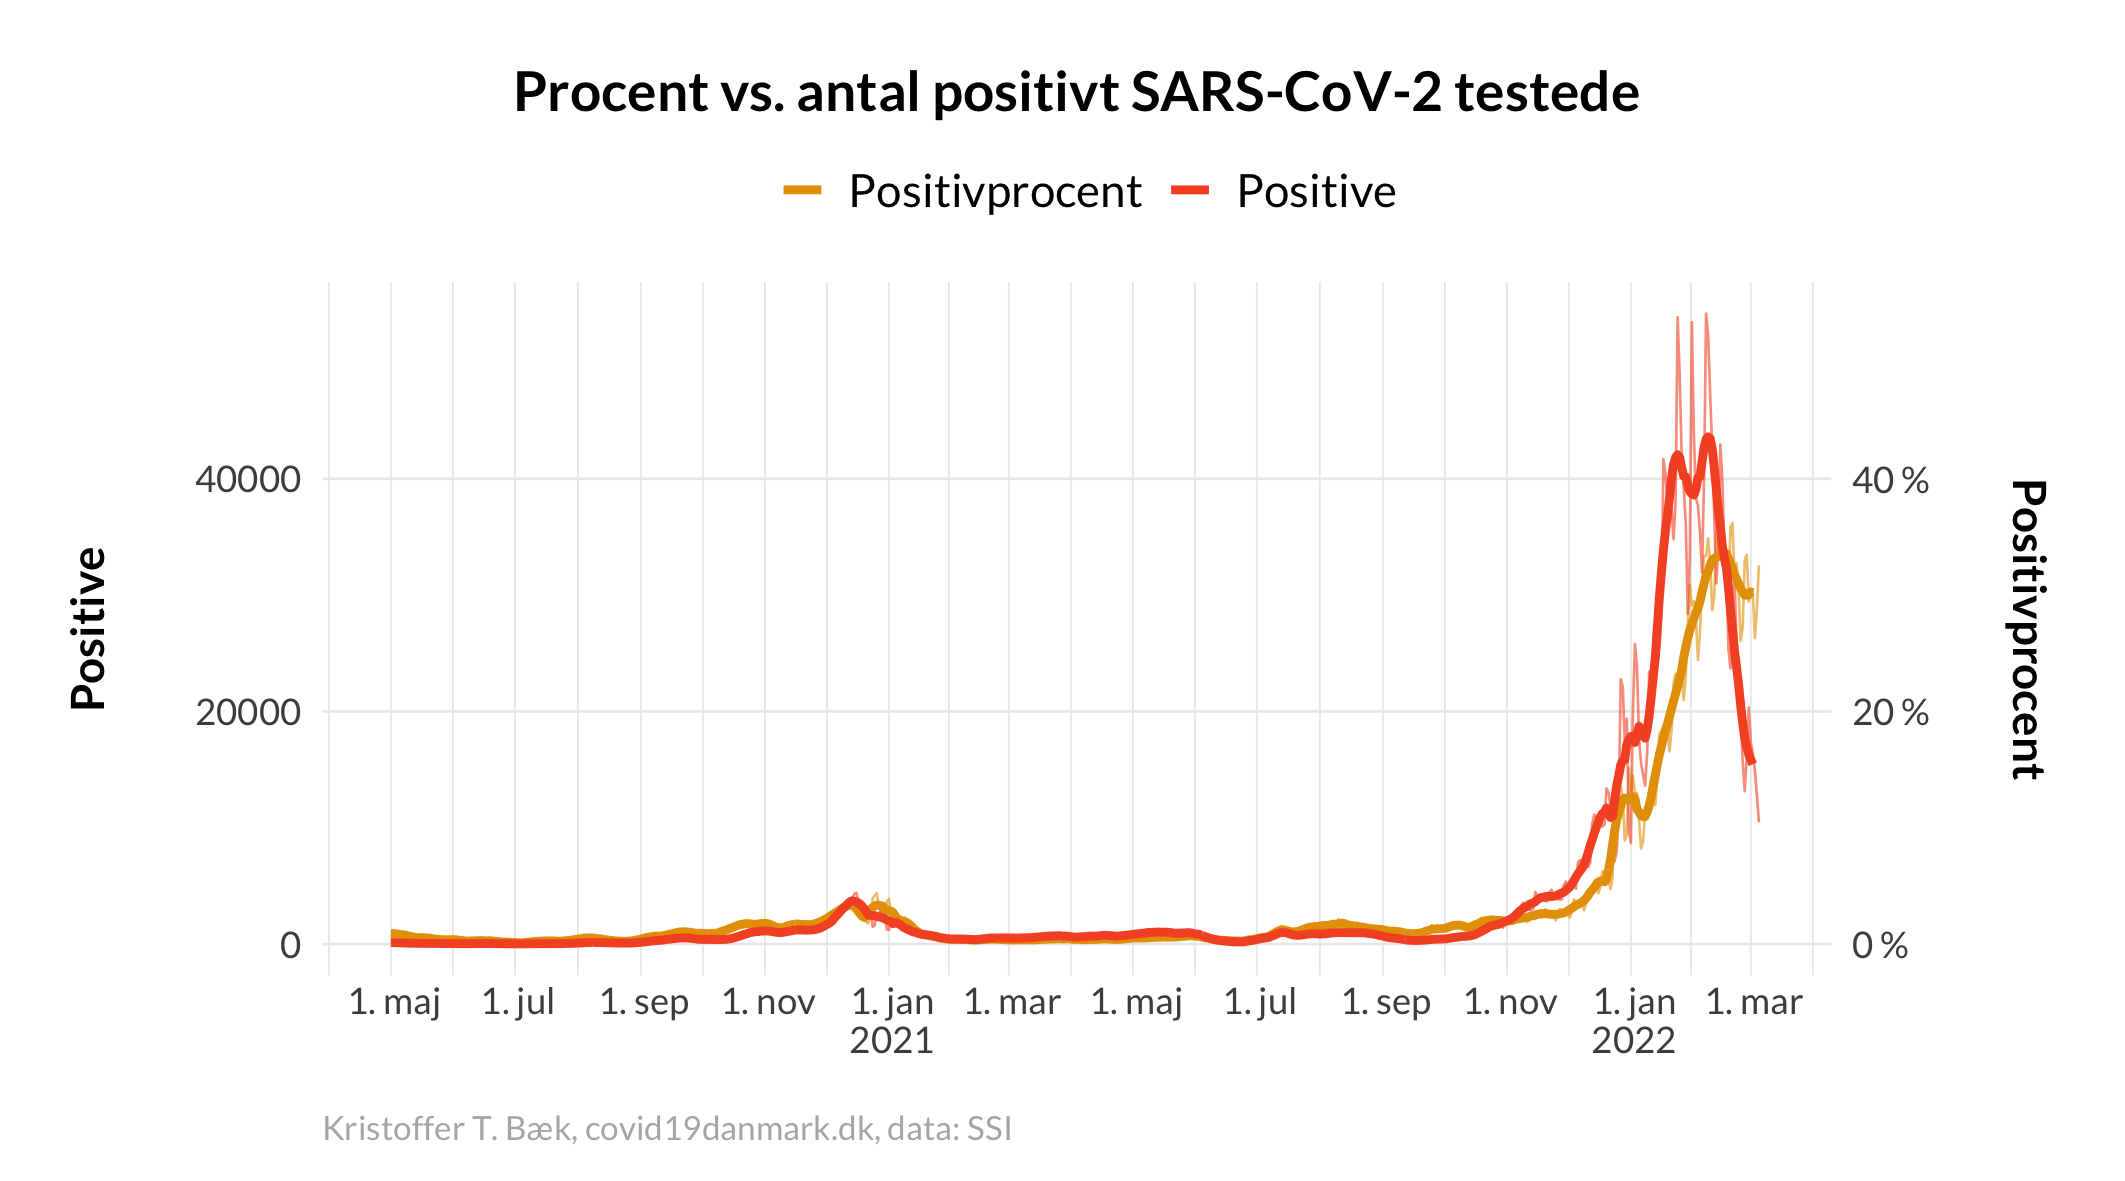 Procent vs. antal positivt SARS-CoV-2 testede
Positivprocent Positive
Positive
40000
20000
0
40 %
20 %
0 %
Positivprocent
1. maj 1. jul 1. sep 1. nov 1. jan 1. mar 1. maj 1. jul 1. sep 1. nov 1. jan 1. mar
2021 2022
Kristoffer T. Bæk, covid19danmark.dk, data: SSI